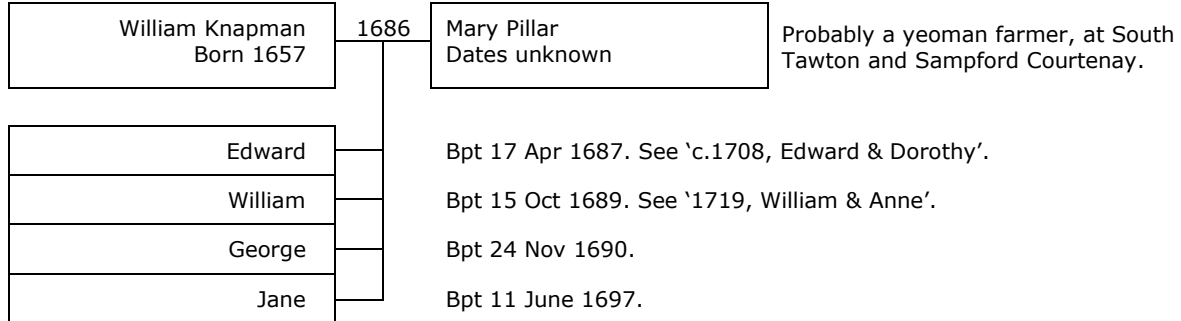 William Knapman
Born 1657
1686
Mary Pillar
Dates unknown
Probably a yeoman farmer, at South
Tawton and Sampford Courtenay.
Edward
Bpt 17 Apr 1687. See ‘c.1708, Edward & Dorothy’.
William
Bpt 15 Oct 1689. See ‘1719, William & Anne’.
George
Bpt 24 Nov 1690.
Jane
Bpt 11 June 1697.